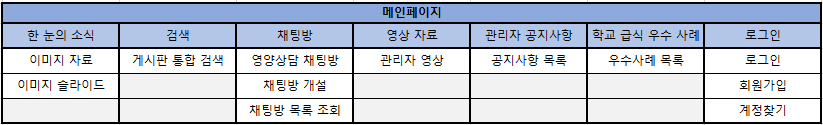 메인페이지
한 눈의 소식 검색 채팅방 영상 자료 관리자 공지사항 학교 급식 우수 사례 로그인
이미지 자료 게시판 통합 검색 영양상담 채팅방 관리자 영상 공지사항 목록 우수사례 목록 로그인
이미지 슬라이드 채팅방 개설 회원가입
채팅방 목록 조회 계정찾기